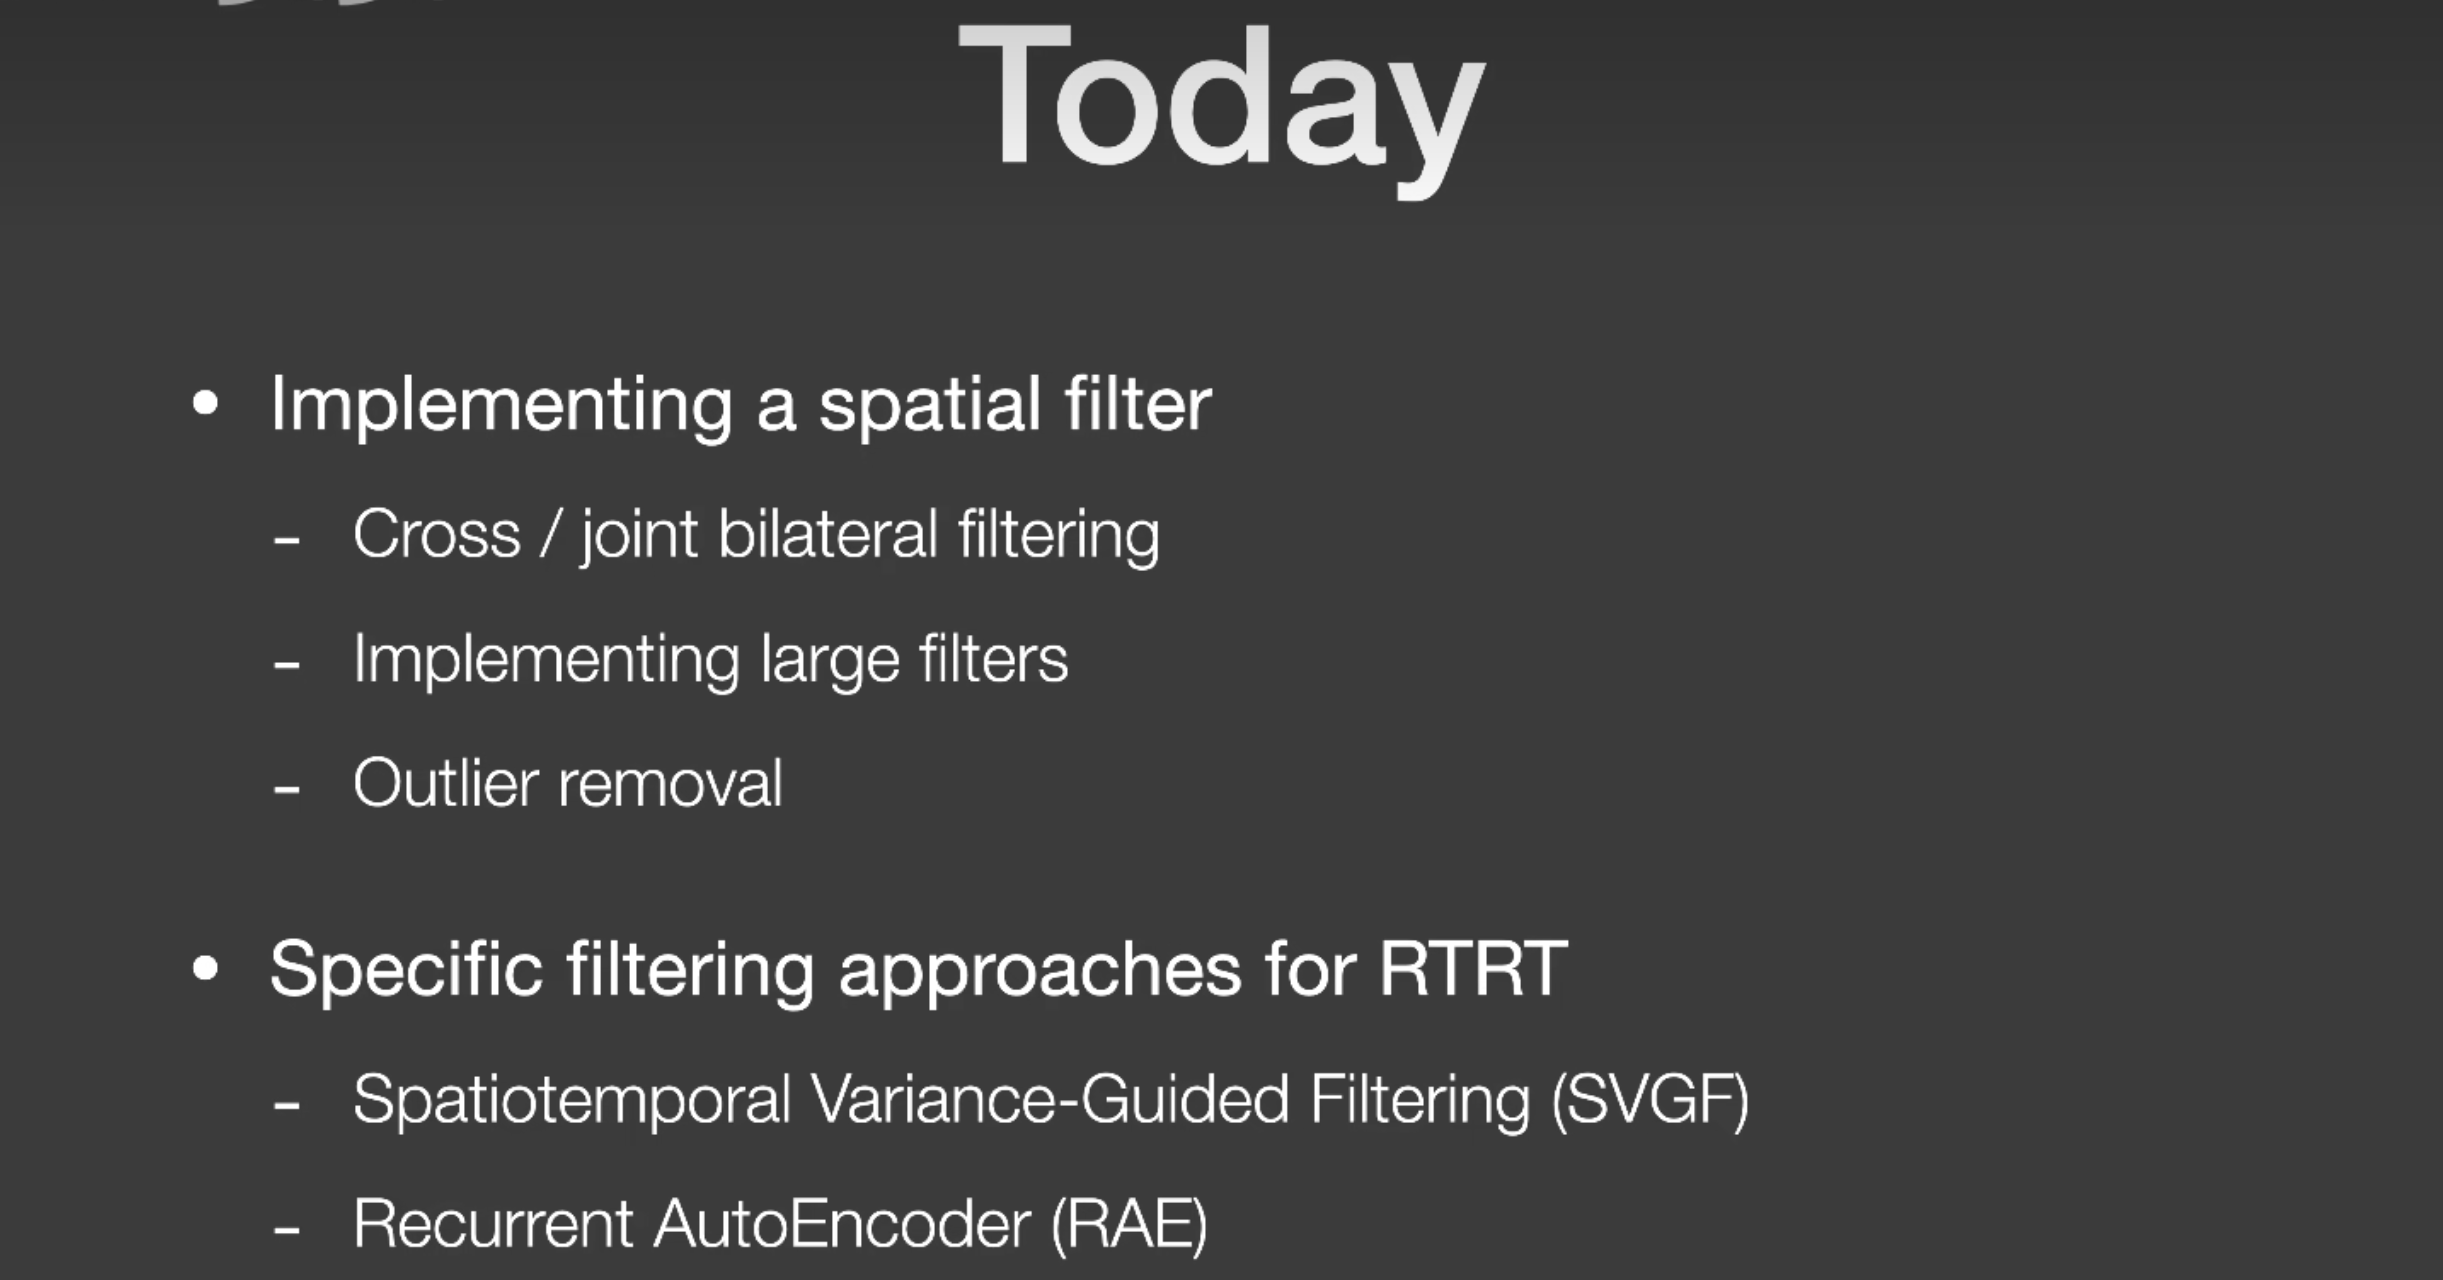 Today
• Implementing a spatial filter
- Cross / joint bilateral filtering
- Implementing large filters
- Outlier removal
• Specific filtering approaches for RTRT
- Spatiotemporal Variance-Guided Filtering (SVGF)
- Recurrent AutoEncoder (RAE)